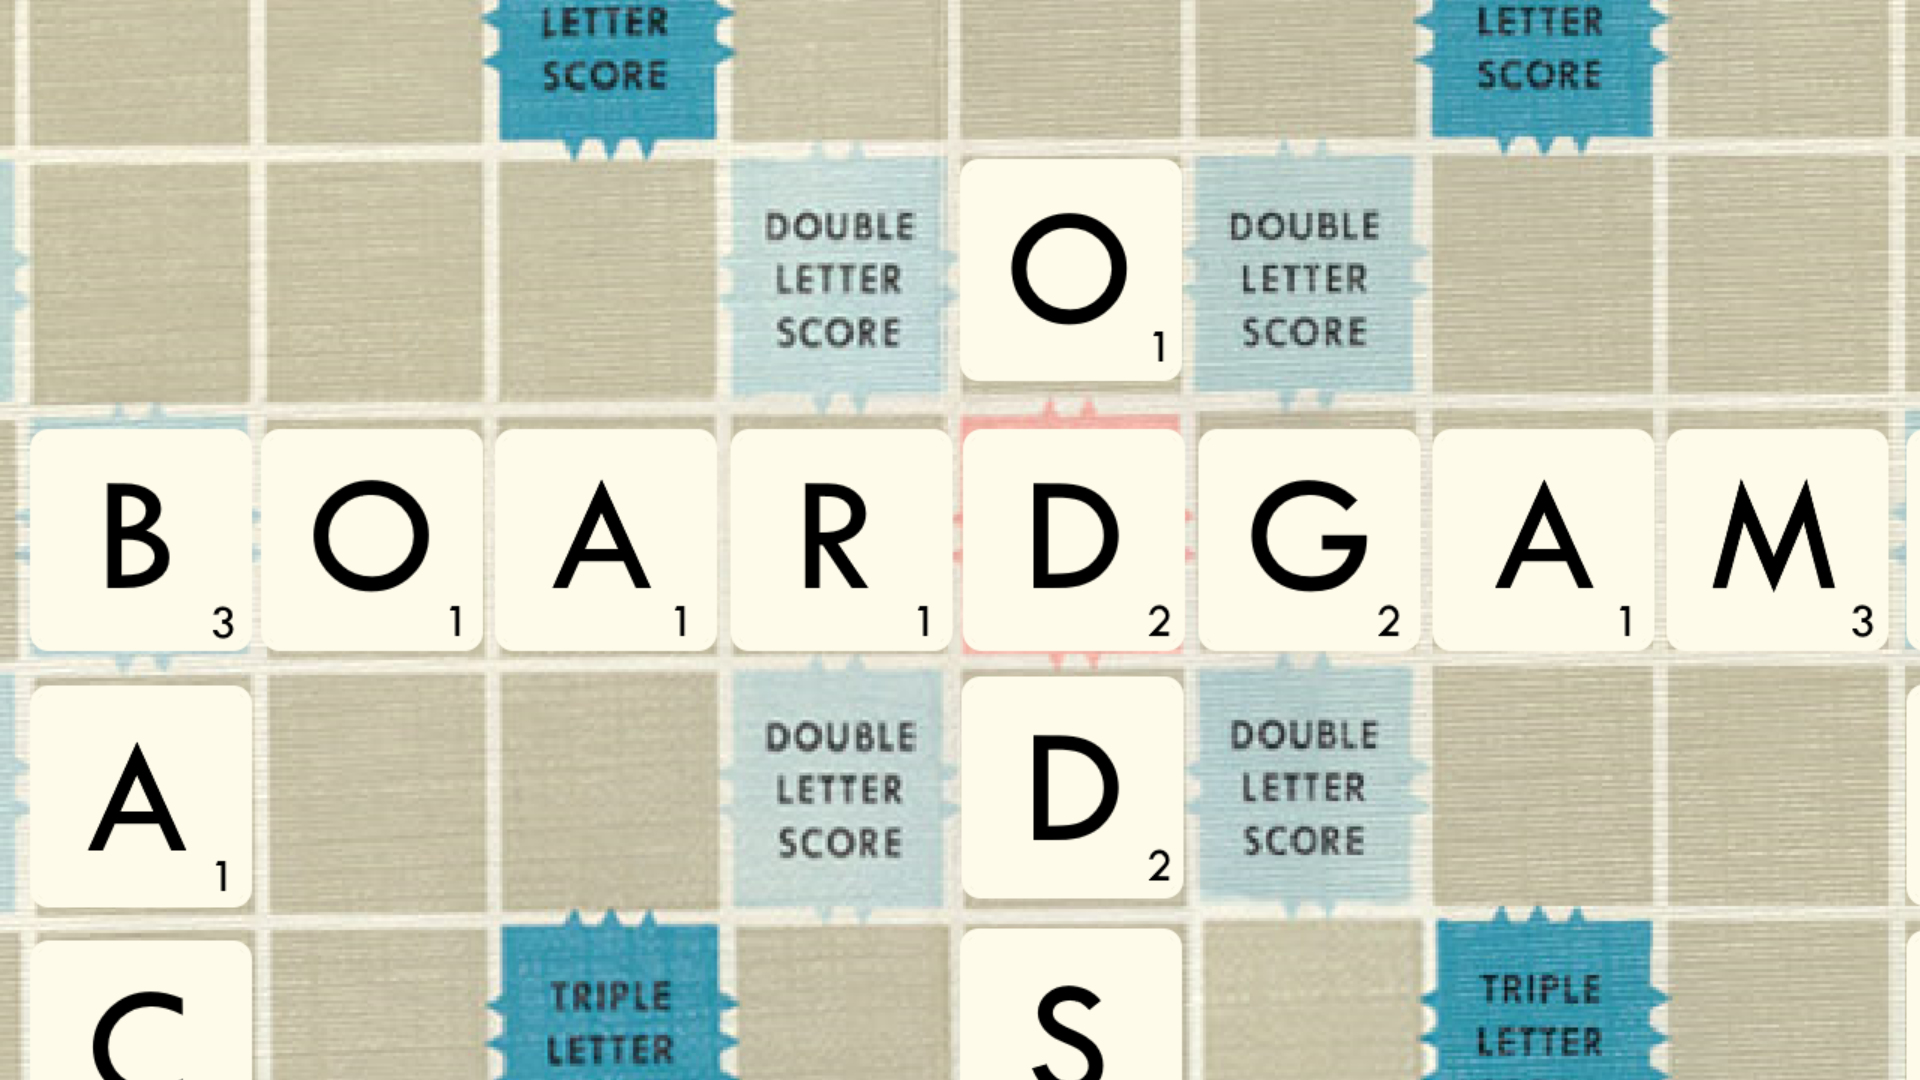 LETTER
SCORE
LETTER
SCORE
DOUBLE
LETTER
SCORE
O
1
DOUBLE
LETTER
SCORE
B 3 O 1 A 1 R 1 D 2 G 2 A 1 M 3
A
1
DOUBLE
LETTER
SCORE
D
2
DOUBLE
LETTER
SCORE
C
TRIPLE
LETTER
S
TRIPLE
LETTER